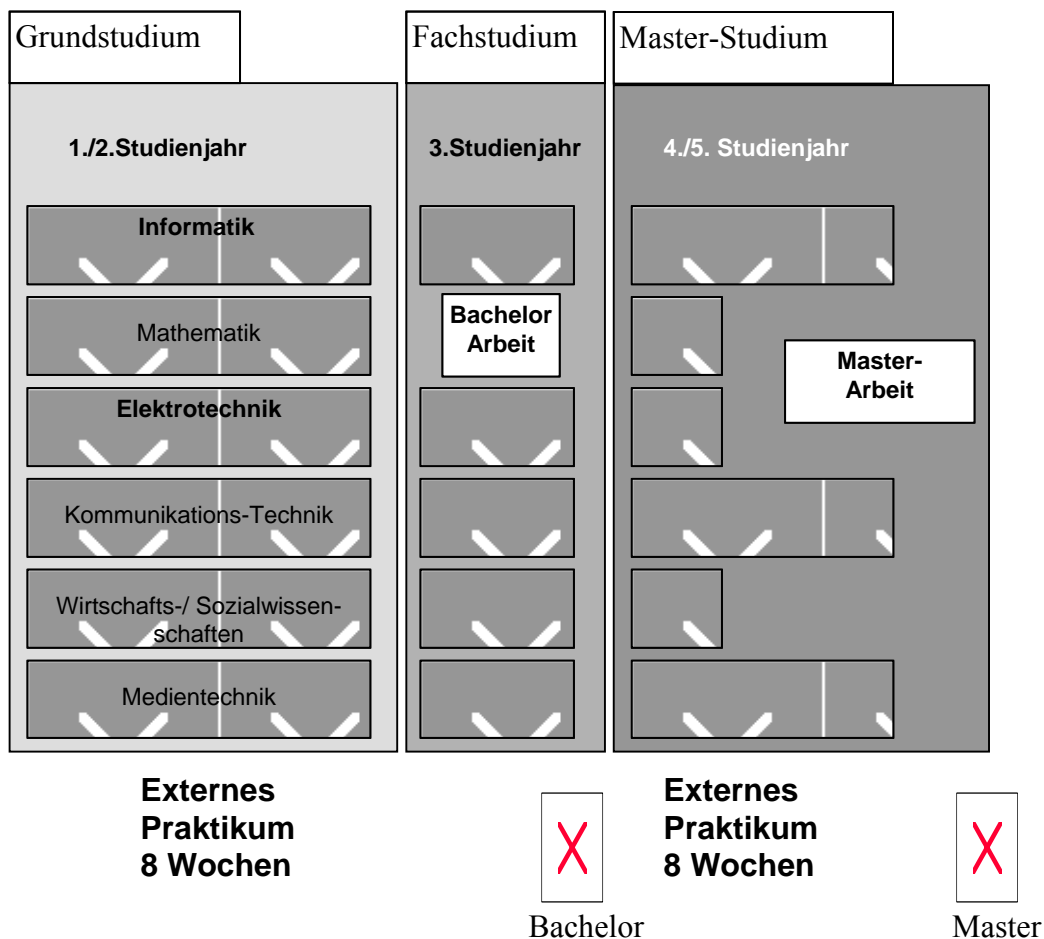 Grundstudium
Fachstudium
Master-Studium
1./2.Studienjahr
3.Studienjahr
4./5. Studienjahr
Informatik
Mathematik
Bachelor
Arbeit
Master-
Arbeit
Elektrotechnik
Kommunikations-Technik
Wirtschafts-/ Sozialwissen-
schaften
Medientechnik
Externes
Praktikum
8 Wochen
Externes
Praktikum
8 Wochen
Bachelor
Master